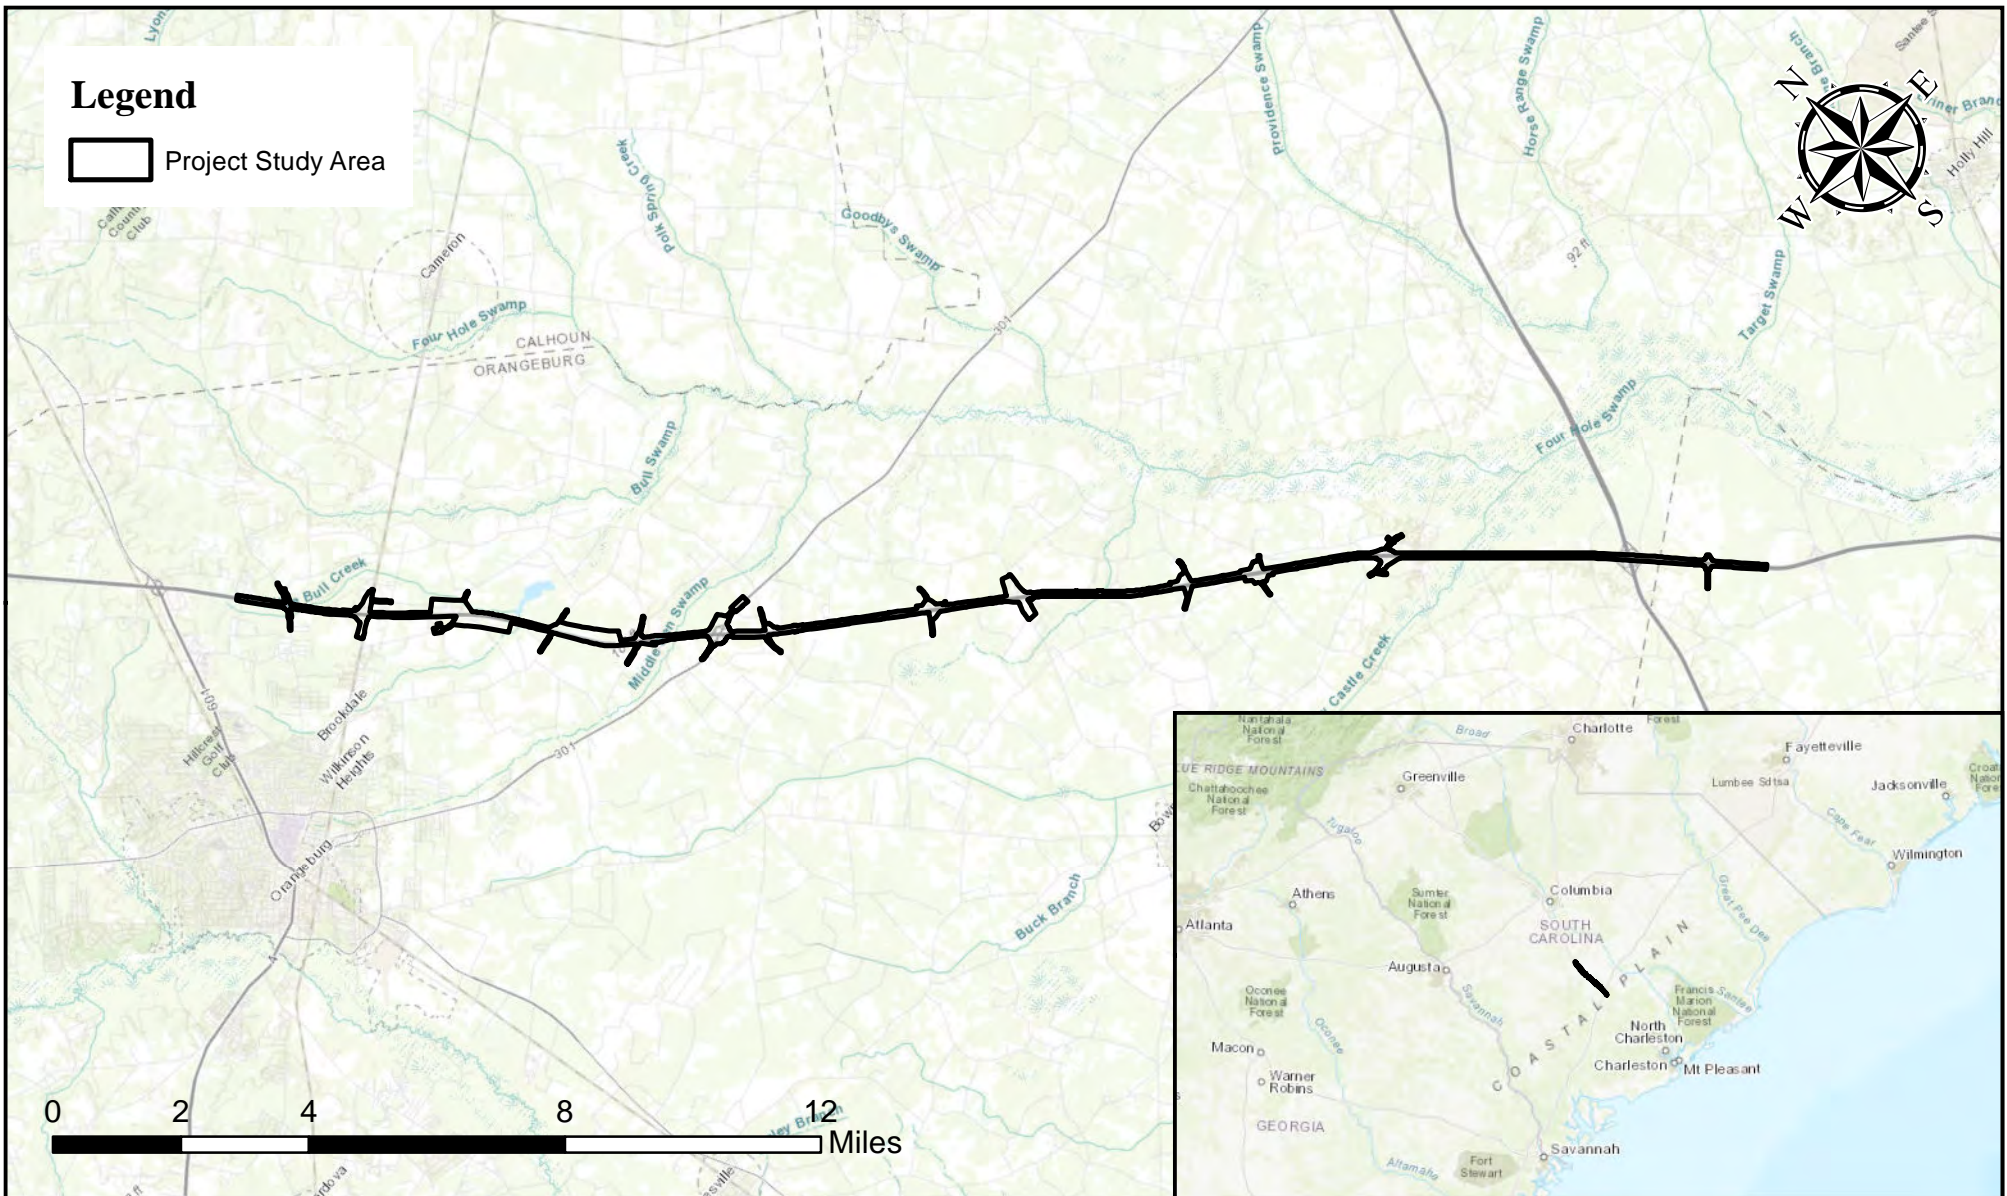 Legend
Project Study Area
N
E
W
S
Providence Swamp
Horse Range Swamp
Holly Hill
Polk Spring Creek
Goodbys Swamp
Cameron
Four Hole Swamp
CALHOUN
ORANGEBURG
301
92 ft
Target Swamp
Four Hole Swamp
Bull Swamp
Bull Creek
Castle Creek
601
Brookdale
Hillcrest
Golf
Club
Wilkinson
Heights
301
Orangeburg
Buck Branch
0
2
4
8
12
Miles
Nantahala
National
Forest
Broad
Charlotte
Forest
Fayetteville
Greenville
Lumbee Sdtsa
Jacksonville
Chattahoochee
National
Forest
Tugaloo
Cape Fear
Wilmington
Athens
Sumter
National
Forest
Columbia
Great Pee Dee
Atlanta
SOUTH
CAROLINA
Augusta
COASTAL PLAIN
Oconee
National
Forest
Savannah
Francis
Marion
National
Forest
Santee
Oconee
North
Charleston
Macon
Charleston
Mt Pleasant
Warner
Robins
GEORGIA
Savannah
Altamaha
Fort
Stewart